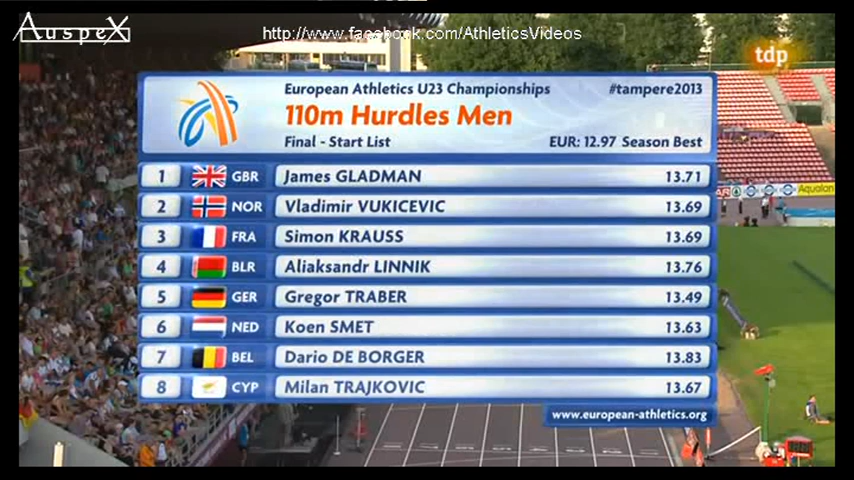 AuspeX
http://www.facebook.com/AthleticsVideos
tdp
European Athletics U23 Championships #tampere2013
110m Hurdles Men
Final - Start List EUR: 12.97 Season Best
1 GBR James GLADMAN 13.71
2 NOR Vladimir VUKICEVIC 13.69
3 FRA Simon KRAUSS 13.69
4 BLR Aliaksandr LINNIK 13.76
5 GER Gregor TRABER 13.49
6 NED Koen SMET 13.63
7 BEL Dario DE BORGER 13.83
8 CYP Milan TRAJKOVIC 13.67
www.european-athletics.org
SPAR
Aqualan